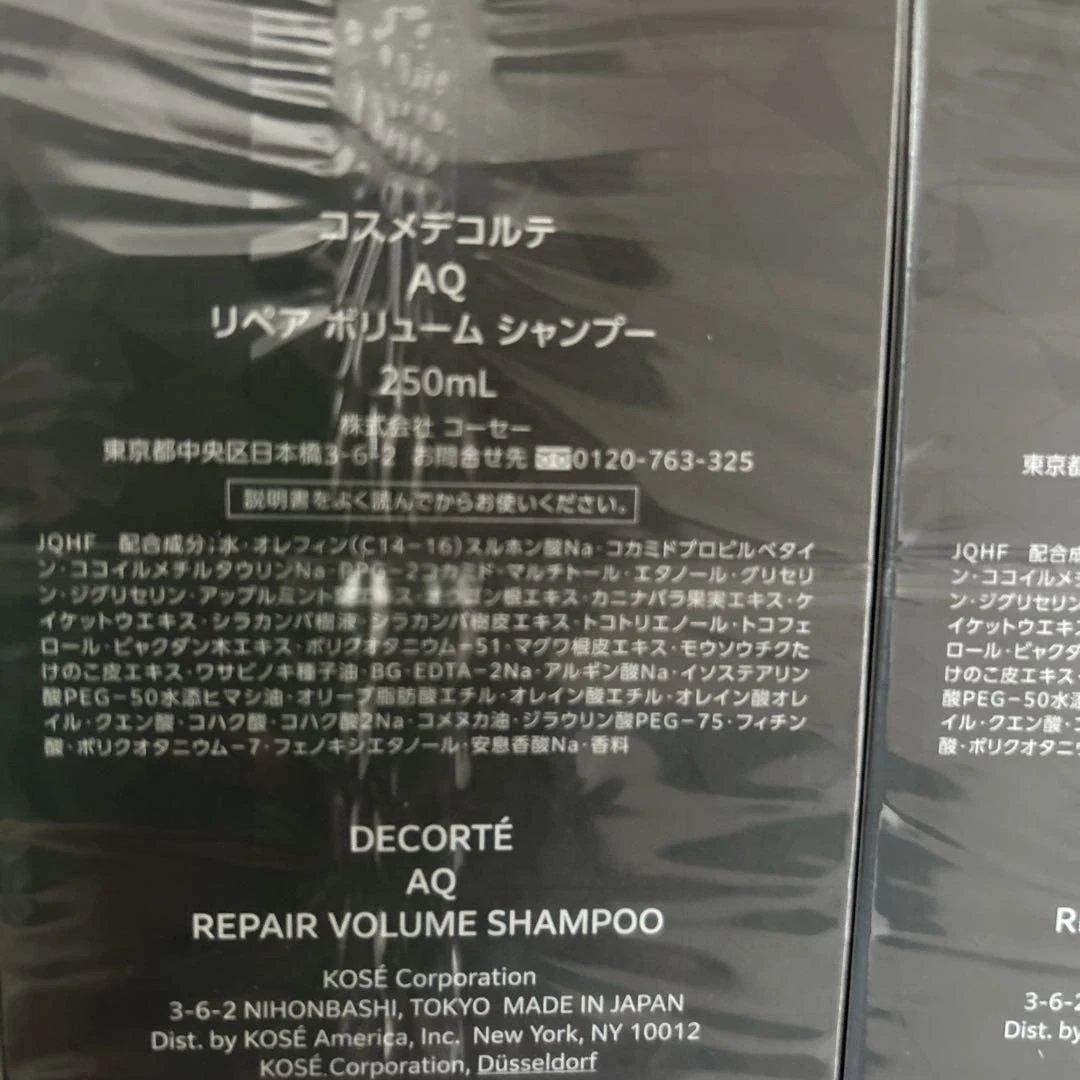 コスメデコルテ
AQ
リペア ボリューム シャンプー
250mL
株式会社 コーセー
東京都中央区日本橋3-6-2 お問合せ先 0120-763-325
説明書をよく読んでからお使いください。
JQHF 配合成分:水・オレフィン(C14-16)スルホン酸Na・コカミドプロピルベタイ
ン・ココイルメチルタウリンNa・PPG-2コカミド・マルチトール・エタノール・グリセリ
ン・ジグリセリン・アップルミント エキス・オウゴン根エキス・カニナバラ果実エキス・ケ
イケットウエキス・シラカンバ樹液・シラカンバ樹皮エキス・トコトリエノール・トコフェ
ロール・ビャクダン木エキス・ポリクオタニウム-51・マグワ根皮エキス・モウソウチクた
けのこ皮エキス・ワサビノキ種子油・BG・EDTA-2Na・アルギン酸Na・イソステアリン
酸PEG-50水添ヒマシ油・オリーブ脂肪酸エチル・オレイン酸エチル・オレイン酸オレ
イル・クエン酸・コハク酸・コハク酸2Na・コメヌカ油・ジラウリン酸PEG-75・フィチン
酸・ポリクオタニウム-7・フェノキシエタノール・安息香酸Na・香料
DECORTÉ
AQ
REPAIR VOLUME SHAMPOO
KOSÉ Corporation
3-6-2 NIHONBASHI, TOKYO MADE IN JAPAN
Dist. by KOSÉ America, Inc. New York, NY 10012
KOSÉ Corporation, Düsseldorf
東京都
JQHF 配合成
ン・ココイルメ
ン・ジグリセリン
イケットウエキス
ロール・ビャクダ
けのこ皮エキス・
酸PEG-50水添
イル・クエン酸・
酸・ポリクオタニ
R
3-6-2
Dist. by